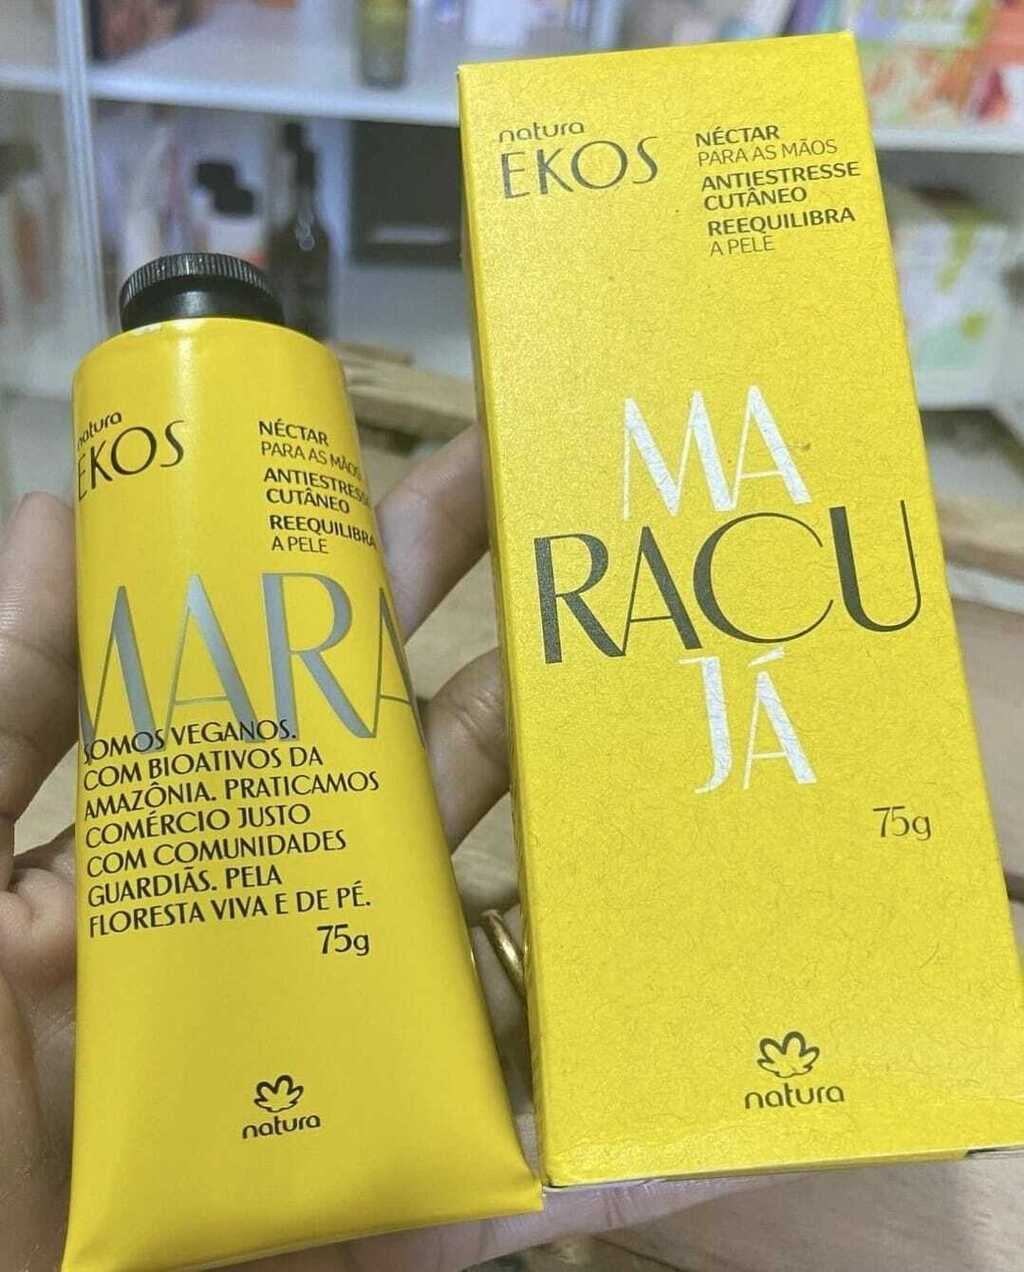 natura
EKOS
NÉCTAR
PARA AS MÃOS
ANTIESTRESSE
CUTÂNEO
REEQUILIBRA
A PELE
MARA
SOMOS VEGANOS.
COM BIOATIVOS DA
AMAZÔNIA. PRATICAMOS
COMÉRCIO JUSTO
COM COMUNIDADES
GUARDIÃS. PELA
FLORESTA VIVA E DE PÉ.
75g
natura
natura
EKOS
NÉCTAR
PARA AS MÃOS
ANTIESTRESSE
CUTÂNEO
REEQUILIBRA
A PELE
MA
RACU
JÁ
75g
natura